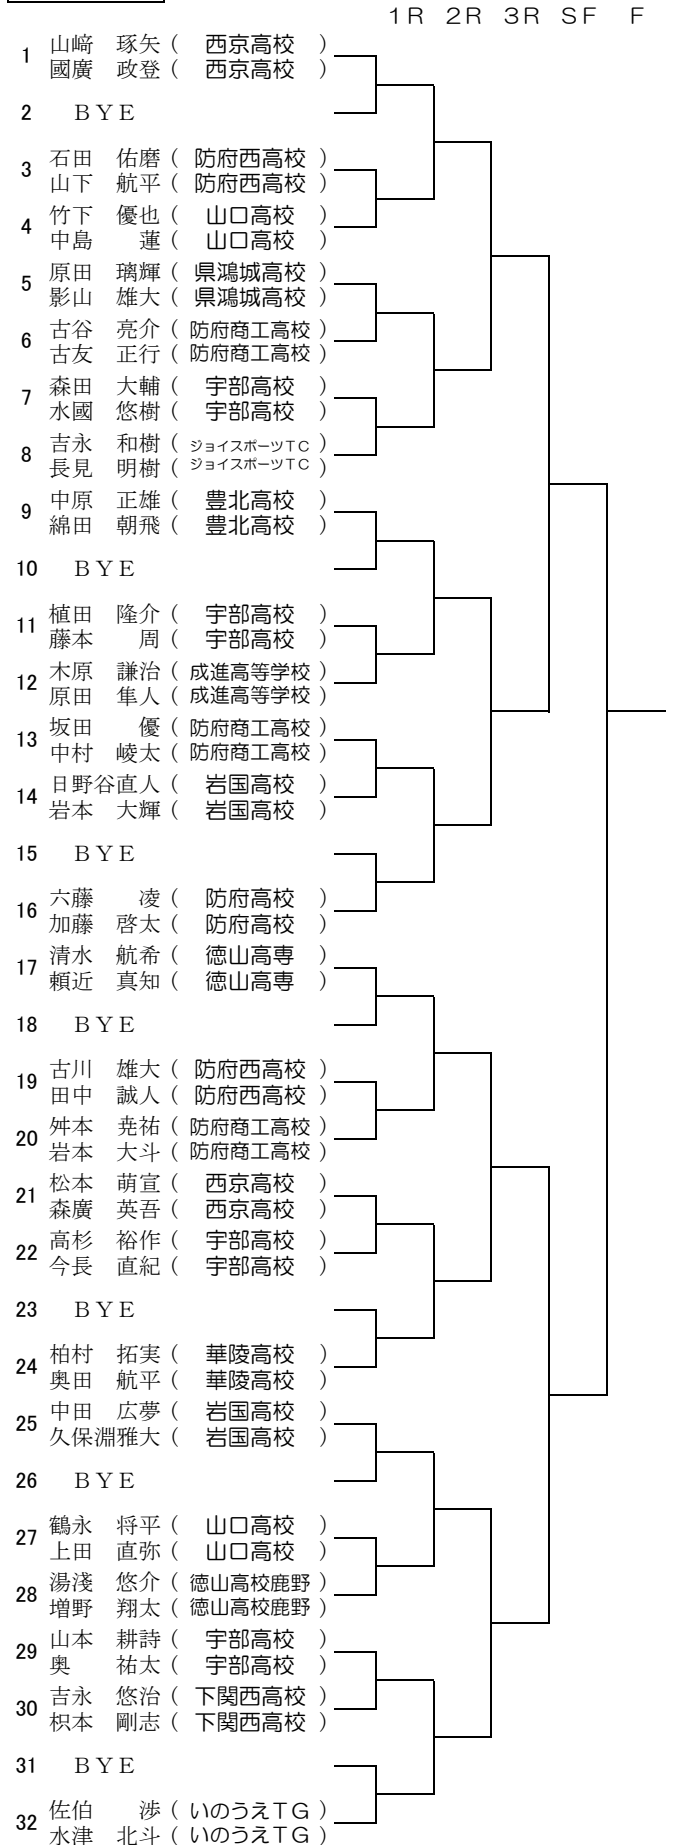 1R 2R 3R SF F
1 山﨑 琢矢 ( 西京高校 )
國廣 政登 ( 西京高校 )
2 BYE
3 石田 佑磨 ( 防府西高校 )
山下 航平 ( 防府西高校 )
4 竹下 優也 ( 山口高校 )
中島 蓮 ( 山口高校 )
5 原田 璃輝 ( 県鴻城高校 )
影山 雄大 ( 県鴻城高校 )
6 古谷 亮介 ( 防府商工高校 )
古友 正行 ( 防府商工高校 )
7 森田 大輔 ( 宇部高校 )
水國 悠樹 ( 宇部高校 )
8 吉永 和樹 ( ジョイスポーツTC )
長見 明樹 ( ジョイスポーツTC )
9 中原 正雄 ( 豊北高校 )
綿田 朝飛 ( 豊北高校 )
10 BYE
11 植田 隆介 ( 宇部高校 )
藤本 周 ( 宇部高校 )
12 木原 謙治 ( 成進高等学校 )
原田 隼人 ( 成進高等学校 )
13 坂田 優 ( 防府商工高校 )
中村 崚太 ( 防府商工高校 )
14 日野谷直人 ( 岩国高校 )
岩本 大輝 ( 岩国高校 )
15 BYE
16 六藤 凌 ( 防府高校 )
加藤 啓太 ( 防府高校 )
17 清水 航希 ( 徳山高専 )
頼近 真知 ( 徳山高専 )
18 BYE
19 古川 雄大 ( 防府西高校 )
田中 誠人 ( 防府西高校 )
20 舛本 尭祐 ( 防府商工高校 )
岩本 大斗 ( 防府商工高校 )
21 松本 萌宣 ( 西京高校 )
森廣 英吾 ( 西京高校 )
22 高杉 裕作 ( 宇部高校 )
今長 直紀 ( 宇部高校 )
23 BYE
24 柏村 拓実 ( 華陵高校 )
奥田 航平 ( 華陵高校 )
25 中田 広夢 ( 岩国高校 )
久保淵雅大 ( 岩国高校 )
26 BYE
27 鶴永 将平 ( 山口高校 )
上田 直弥 ( 山口高校 )
28 湯淺 悠介 ( 徳山高校鹿野 )
増野 翔太 ( 徳山高校鹿野 )
29 山本 耕詩 ( 宇部高校 )
奥 祐太 ( 宇部高校 )
30 吉永 悠治 ( 下関西高校 )
枳本 剛志 ( 下関西高校 )
31 BYE
32 佐伯 渉 ( いのうえTG )
水津 北斗 ( いのうえTG )